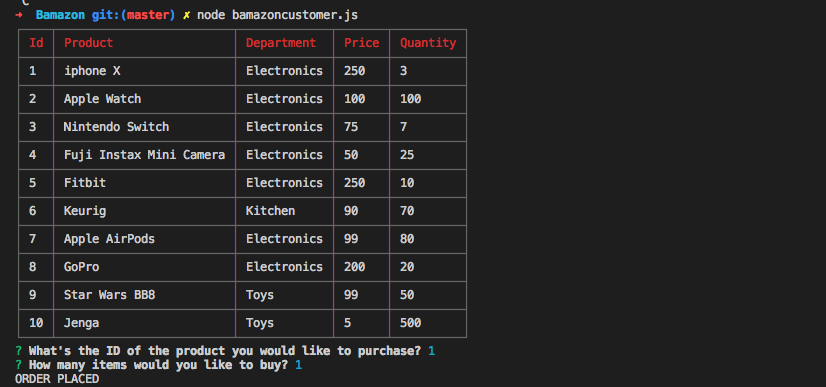 C
➜ Bamazon git:(master) ✗ node bamazoncustomer.js
Id Product Department Price Quantity
1 iphone X Electronics 250 3
2 Apple Watch Electronics 100 100
3 Nintendo Switch Electronics 75 7
4 Fuji Instax Mini Camera Electronics 50 25
5 Fitbit Electronics 250 10
6 Keurig Kitchen 90 70
7 Apple AirPods Electronics 99 80
8 GoPro Electronics 200 20
9 Star Wars BB8 Toys 99 50
10 Jenga Toys 5 500
? What's the ID of the product you would like to purchase? 1
? How many items would you like to buy? 1
ORDER PLACED